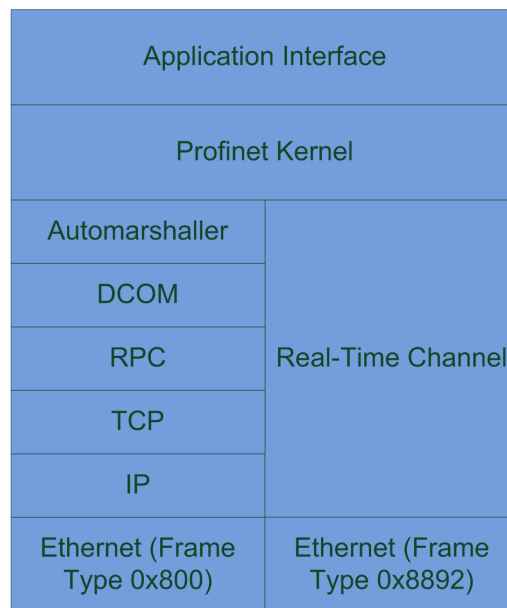 Application Interface
Profinet Kernel
Automarshaller
DCOM
RPC
TCP
IP
Real-Time Channel
Ethernet (Frame
Type 0x800)
Ethernet (Frame
Type 0x8892)